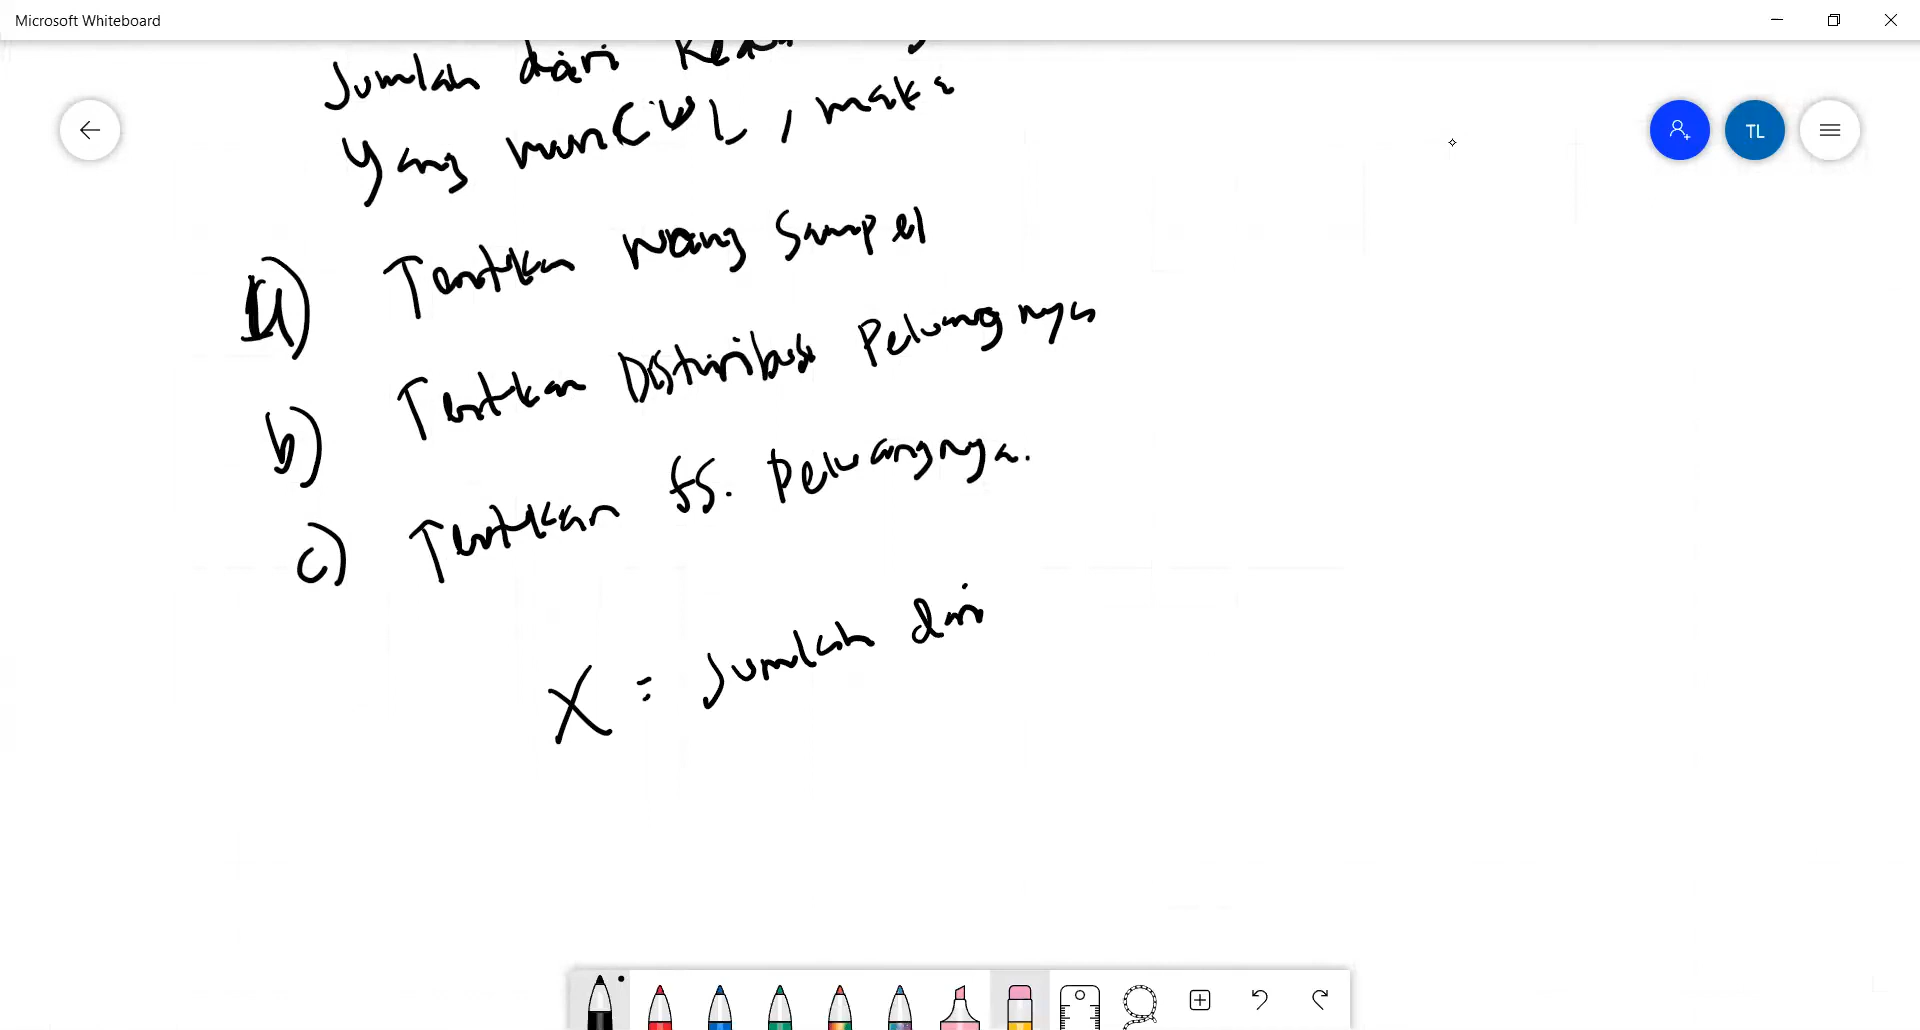 Microsoft Whiteboard
TL
Jumlah dari
Yang muncul, maka
a) Tentukan ruang Sampel
b) Tentukan Distribusi Peluangnya
c) Tentukan fs. Peluangnya.
X = Jumlah dari